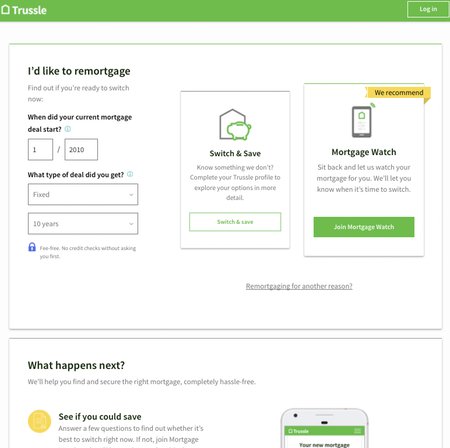 Trussle
Log in
I'd like to remortgage
Find out if you're ready to switch
now:
When did your current mortgage
deal start?
1 / 2010
What type of deal did you get?
Fixed
10 years
Fee-free. No credit checks without asking
you first.
Switch & Save
Know something we don't?
Complete your Trussle profile to
explore your options in more
detail.
Switch & save
We recommend
Mortgage Watch
Sit back and let us watch your
mortgage for you. We'll let you
know when it's time to switch.
Join Mortgage Watch
Remortgaging for another reason?
What happens next?
We'll help you find and secure the right mortgage, completely hassle-free.
See if you could save
Answer a few questions to find out whether it's
best to switch right now. If not, join Mortgage
Trussle
Your new mortgage